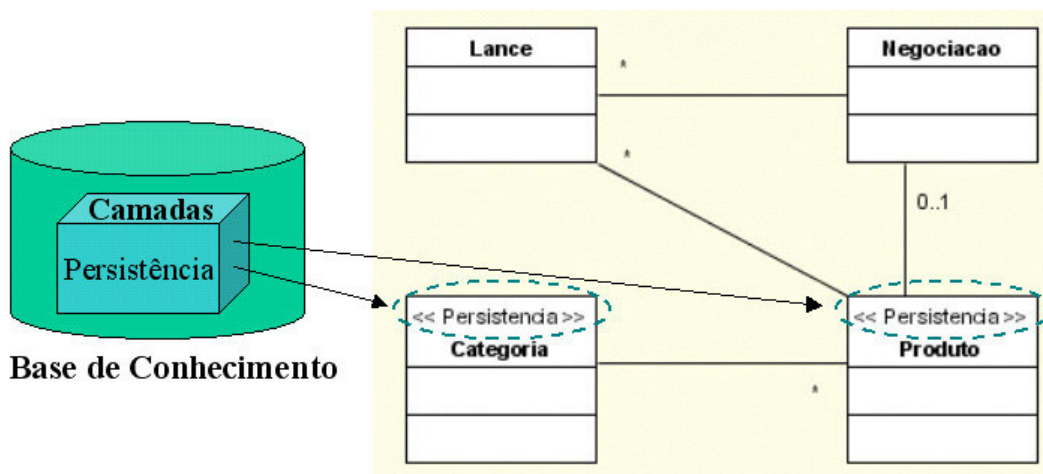 Lance
Negociacao
*
*
0..1
Camadas
Persistência
Base de Conhecimento
<< Persistencia >>
Categoria
<< Persistencia >>
Produto
*